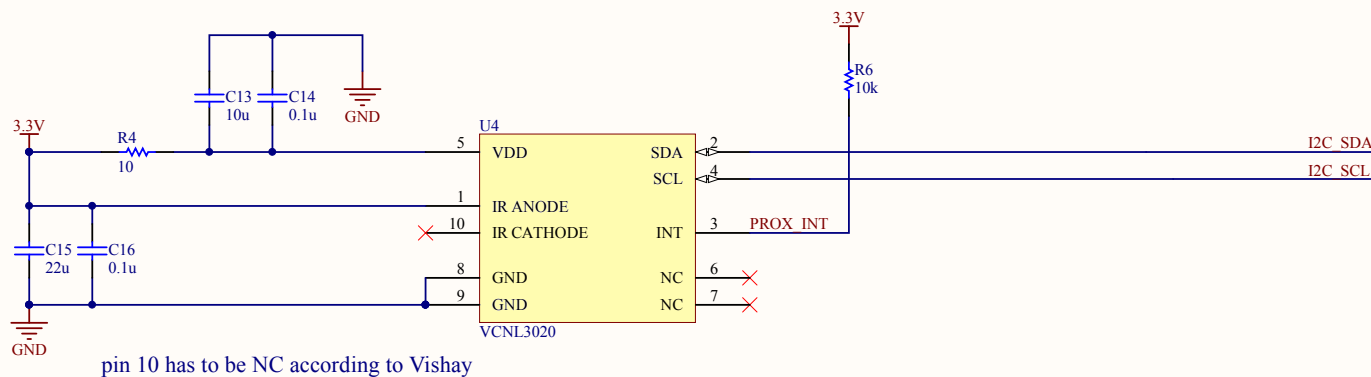 3.3V
R6
10k
C13
10u
C14
0.1u
GND
3.3V
R4
10
U4
5 VDD SDA 2 I2C_SDA
SCL 4 I2C_SCL
1 IR ANODE
10 IR CATHODE INT 3 PROX_INT
C15
22u
C16
0.1u
8 GND NC 6
9 GND NC 7
VCNL3020
GND
pin 10 has to be NC according to Vishay